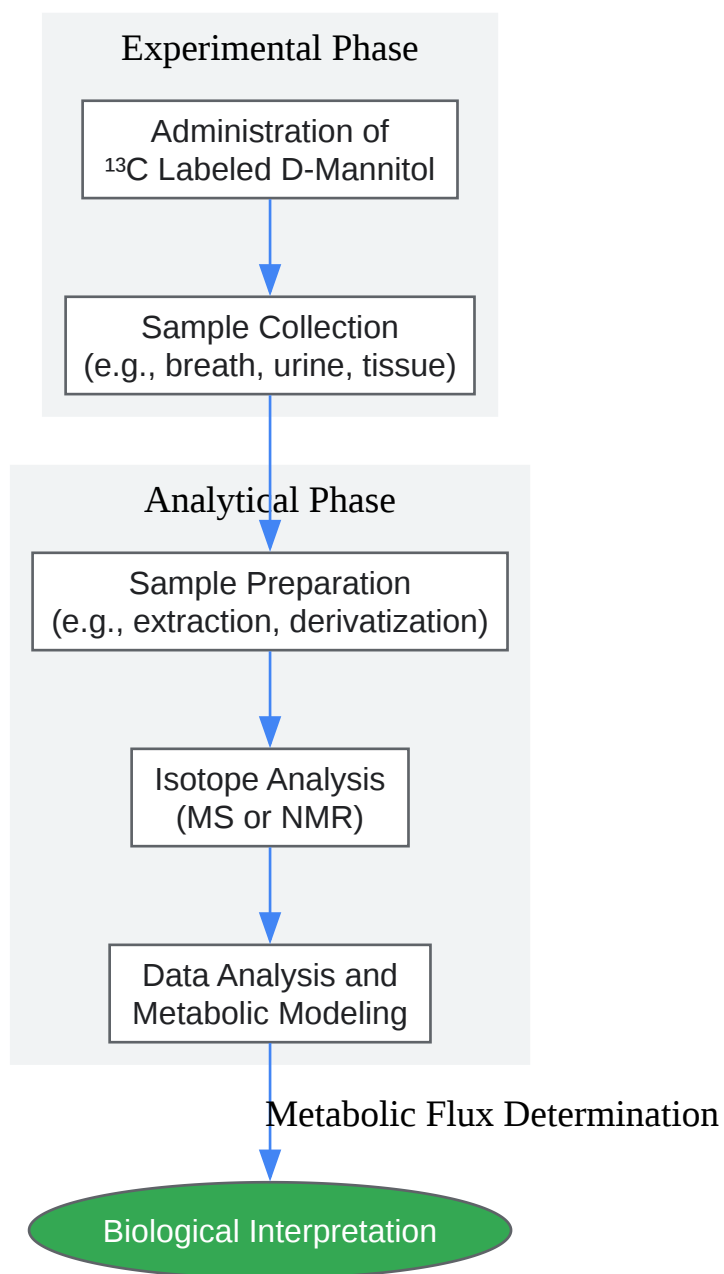 Experimental Phase
Administration of
¹³C Labeled D-Mannitol
Sample Collection
(e.g., breath, urine, tissue)
Analytical Phase
Sample Preparation
(e.g., extraction, derivatization)
Isotope Analysis
(MS or NMR)
Data Analysis and
Metabolic Modeling
Metabolic Flux Determination
Biological Interpretation